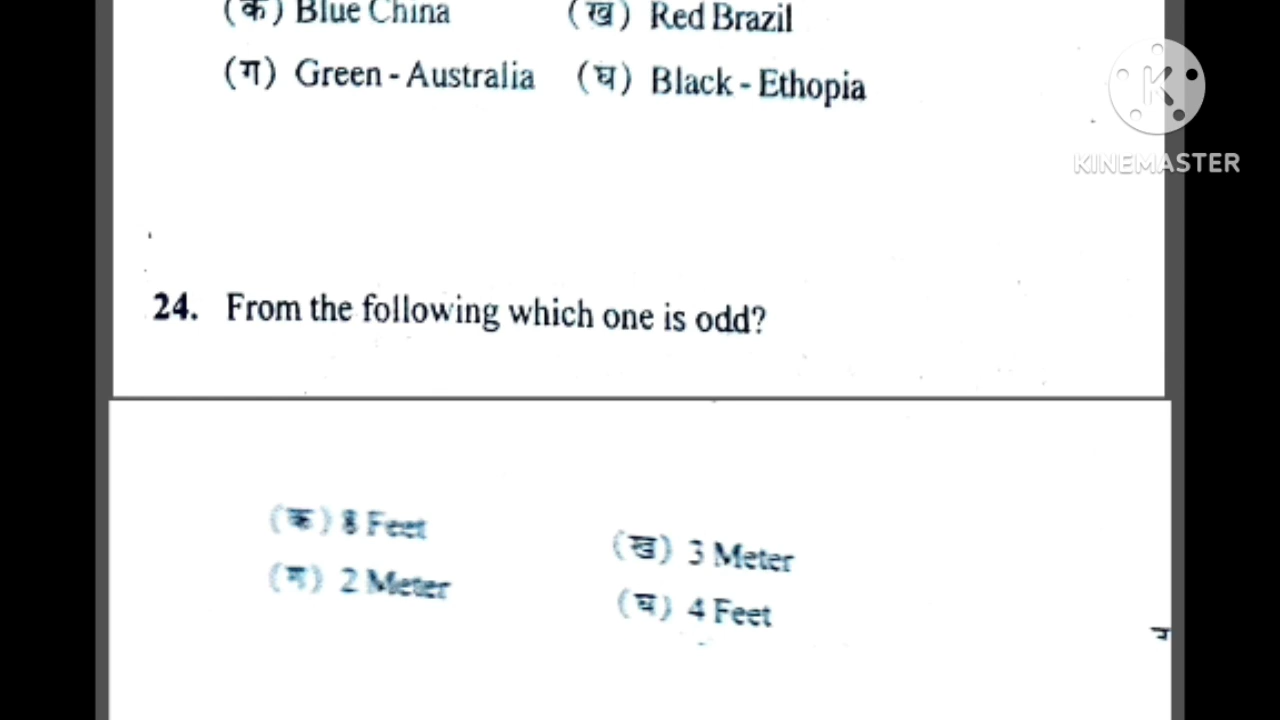 (क) Blue China (ख) Red Brazil
(ग) Green - Australia (घ) Black - Ethopia
KINEMASTER
24. From the following which one is odd?
(क) 8 Feet (ख) 3 Meter
(ग) 2 Meter (घ) 4 Feet